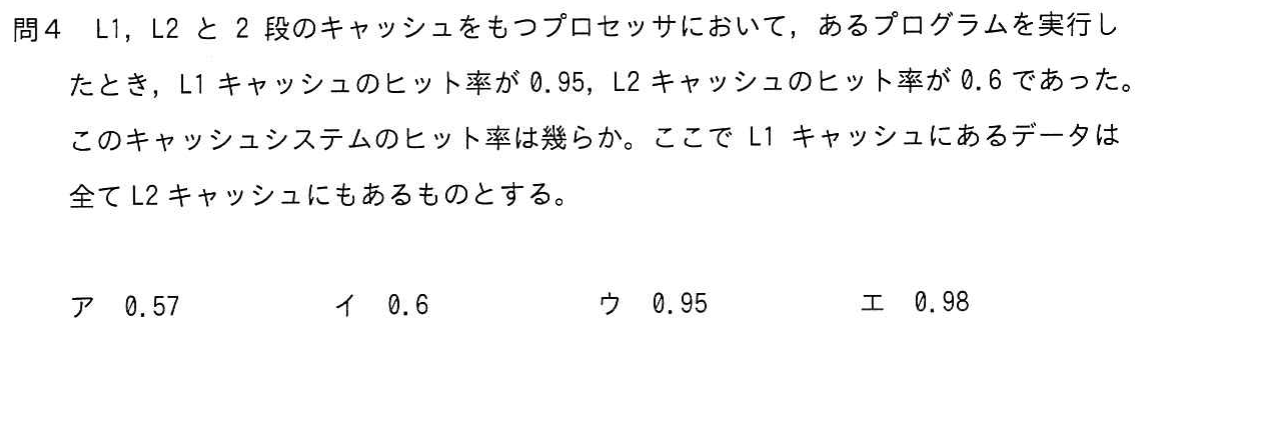 問4 L1，L2 と 2 段のキャッシュをもつプロセッサにおいて，あるプログラムを実行し
たとき，L1 キャッシュのヒット率が 0.95，L2 キャッシュのヒット率が 0.6 であった。
このキャッシュシステムのヒット率は幾らか。ここで L1 キャッシュにあるデータは
全て L2 キャッシュにもあるものとする。
ア 0.57 イ 0.6 ウ 0.95 エ 0.98